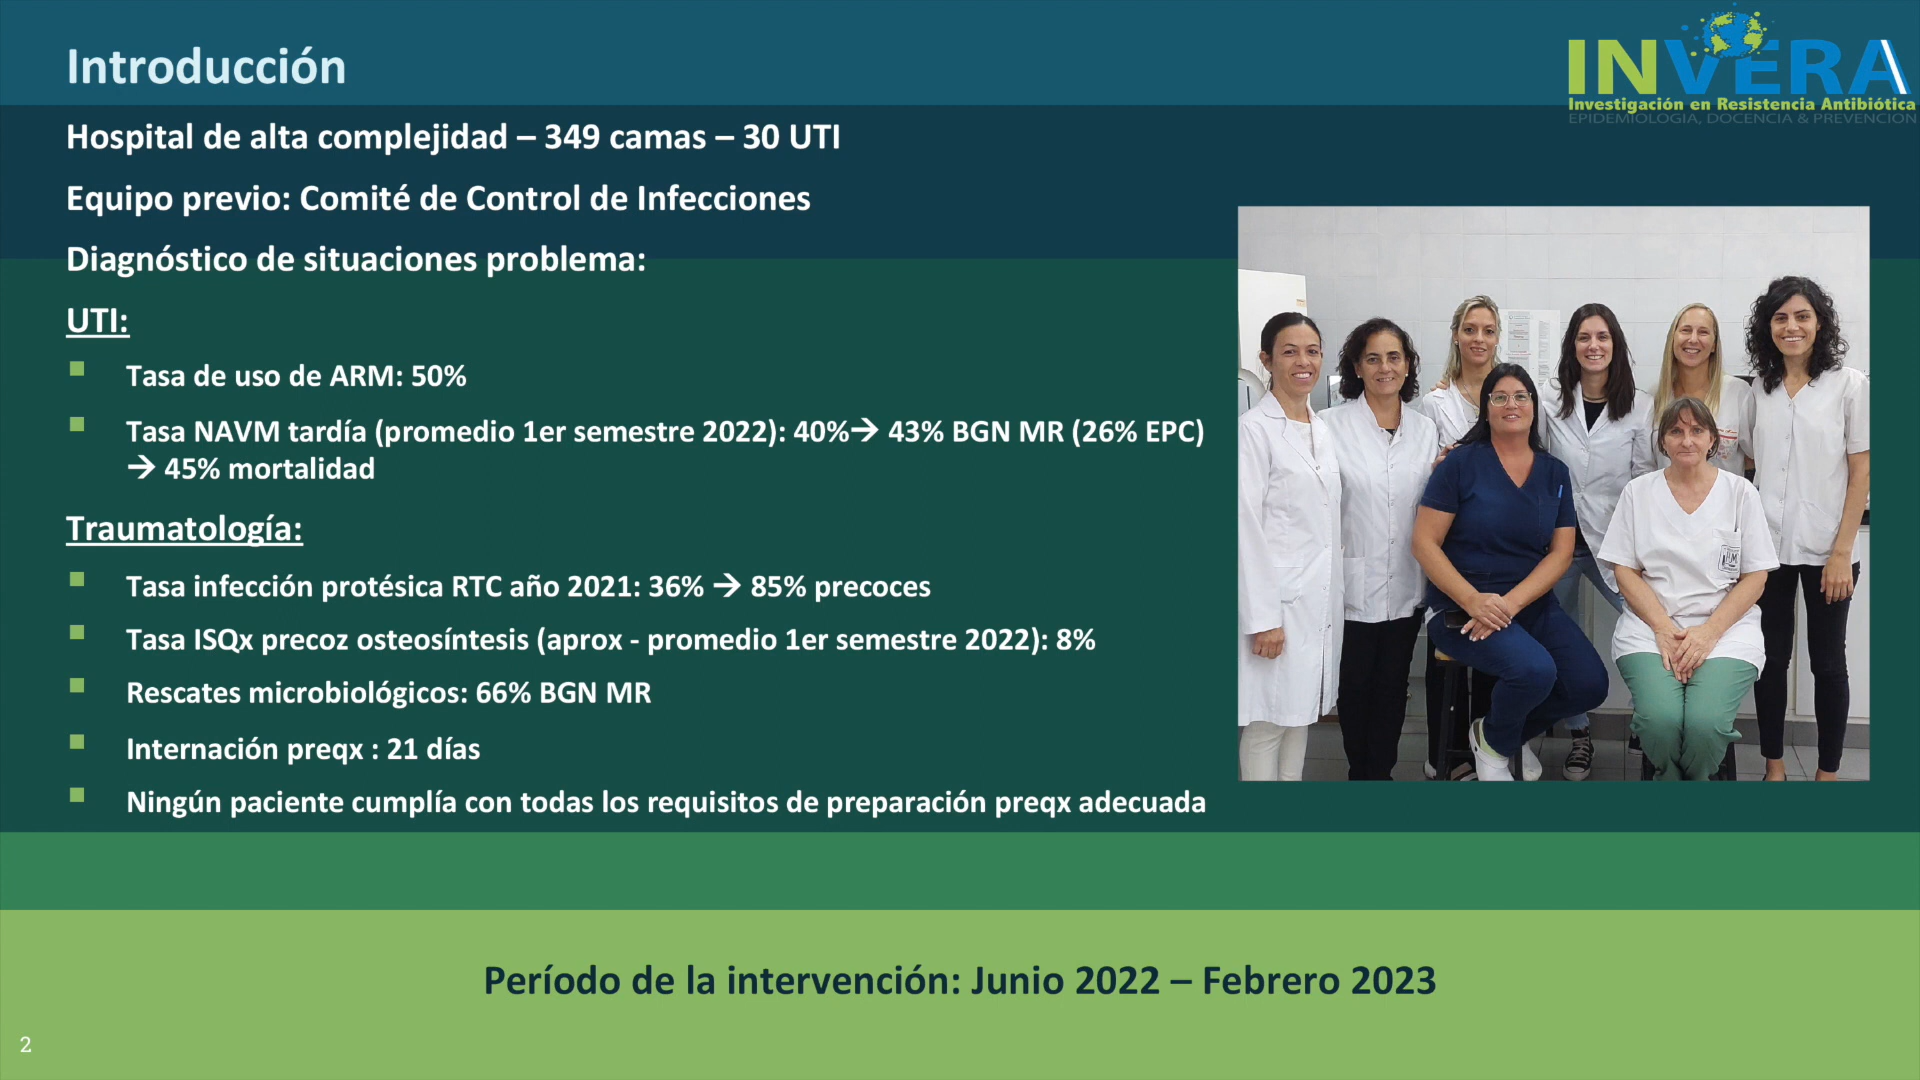 Introducción
INVERA
Investigación en Resistencia Antibiótica
EPIDEMIOLOGIA, DOCENCIA & PREVENCION
Hospital de alta complejidad – 349 camas – 30 UTI
Equipo previo: Comité de Control de Infecciones
Diagnóstico de situaciones problema:
UTI:
Tasa de uso de ARM: 50%
Tasa NAVM tardía (promedio 1er semestre 2022): 40%→ 43% BGN MR (26% EPC)
→ 45% mortalidad
Traumatología:
Tasa infección protésica RTC año 2021: 36% → 85% precoces
Tasa ISQx precoz osteosíntesis (aprox - promedio 1er semestre 2022): 8%
Rescates microbiológicos: 66% BGN MR
Internación preqx : 21 días
Ningún paciente cumplía con todas los requisitos de preparación preqx adecuada
Período de la intervención: Junio 2022 – Febrero 2023
2